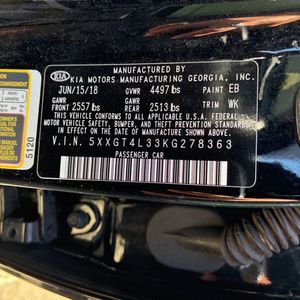 MANUFACTURED BY
KIA KIA MOTORS MANUFACTURING GEORGIA, INC.
JUN/15/18 GVWR 4497 lbs PAINT EB
GAWR GAWR
FRONT 2557 lbs REAR 2513 lbs TRIM WK
THIS VEHICLE CONFORMS TO ALL APPLICABLE U.S. FEDERAL
MOTOR VEHICLE SAFETY, BUMPER, AND THEFT PREVENTION
STANDARDS IN EFFECT ON THE DATE OF MANUFACTURE
SHOWN ABOVE.
V.I.N. 5XXGT4L33KG278363
PASSENGER CAR
5120
REAR